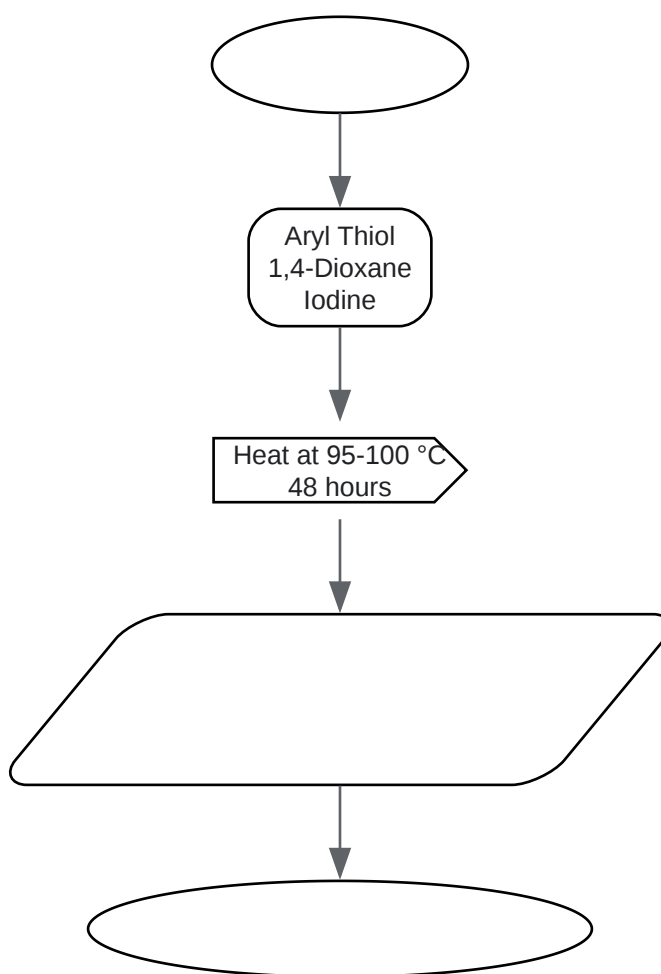 Aryl Thiol
1,4-Dioxane
Iodine
Heat at 95-100 °C
48 hours